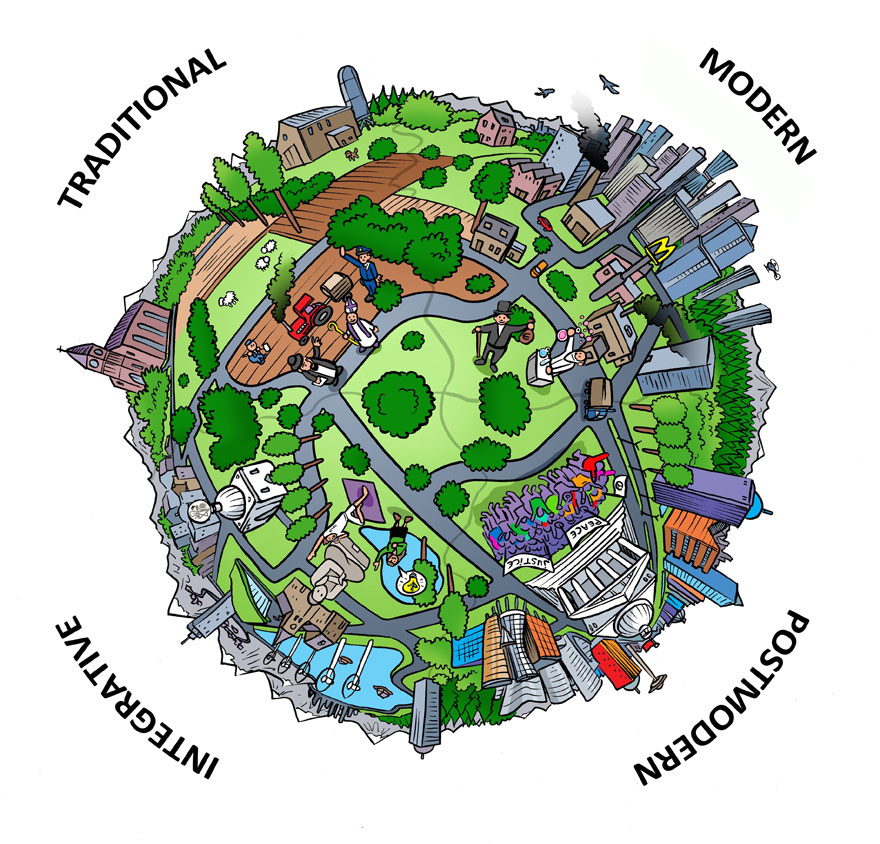 TRADITIONAL
MODERN
M
@
PEACE
JUSTICE
INTEGRATIVE
POSTMODERN